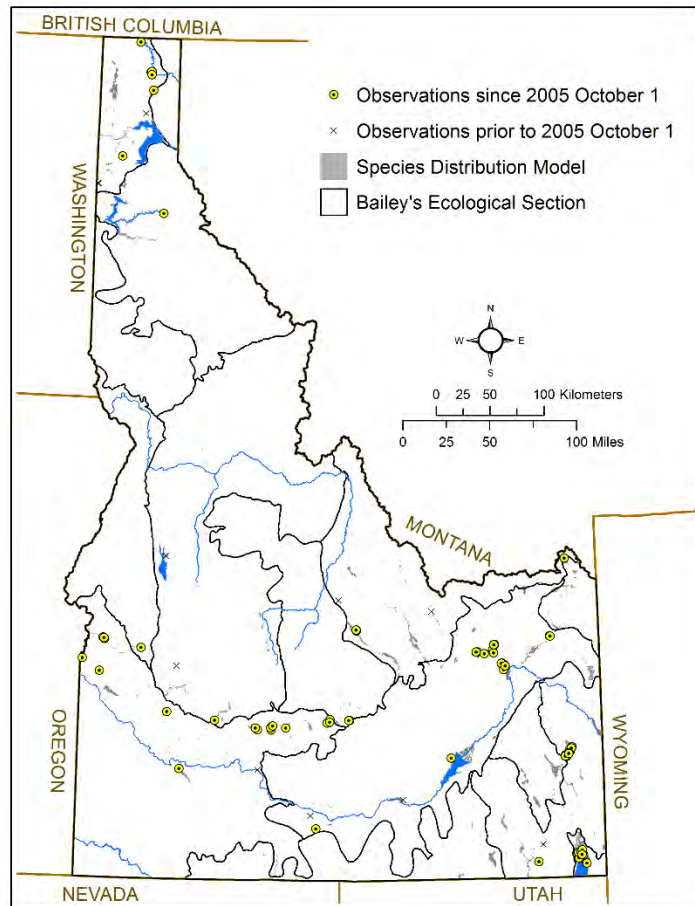 BRITISH COLUMBIA
Observations since 2005 October 1
Observations prior to 2005 October 1
Species Distribution Model
Bailey's Ecological Section
WASHINGTON
N
W E
S
0 25 50 100 Kilometers
0 25 50 100 Miles
MONTANA
OREGON
WYOMING
NEVADA
UTAH